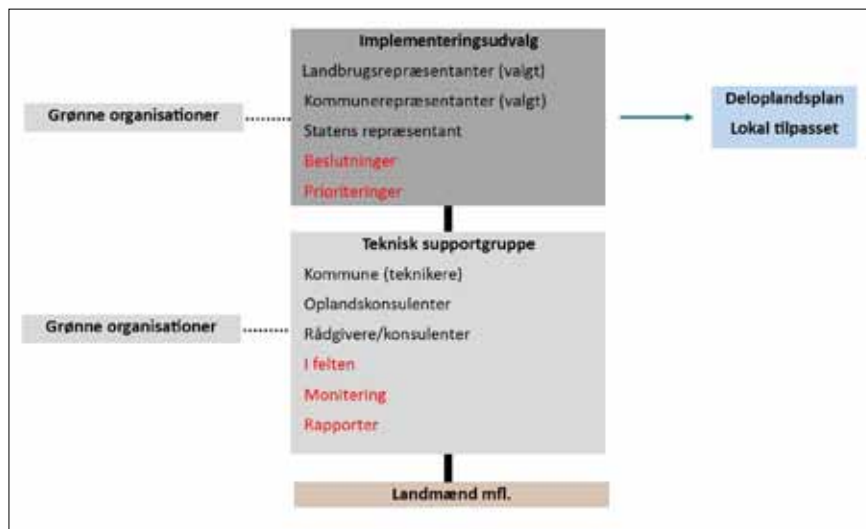 Implementeringsudvalg
Landbrugsrepræsentanter (valgt)
Kommunerepræsentanter (valgt)
Statens repræsentant
Beslutninger
Prioriteringer
Grønne organisationer
Deloplandsplan
Lokal tilpasset
Teknisk supportgruppe
Kommune (teknikere)
Oplandskonsulenter
Rådgivere/konsulenter
I felten
Monitering
Rapporter
Grønne organisationer
Landmænd mfl.